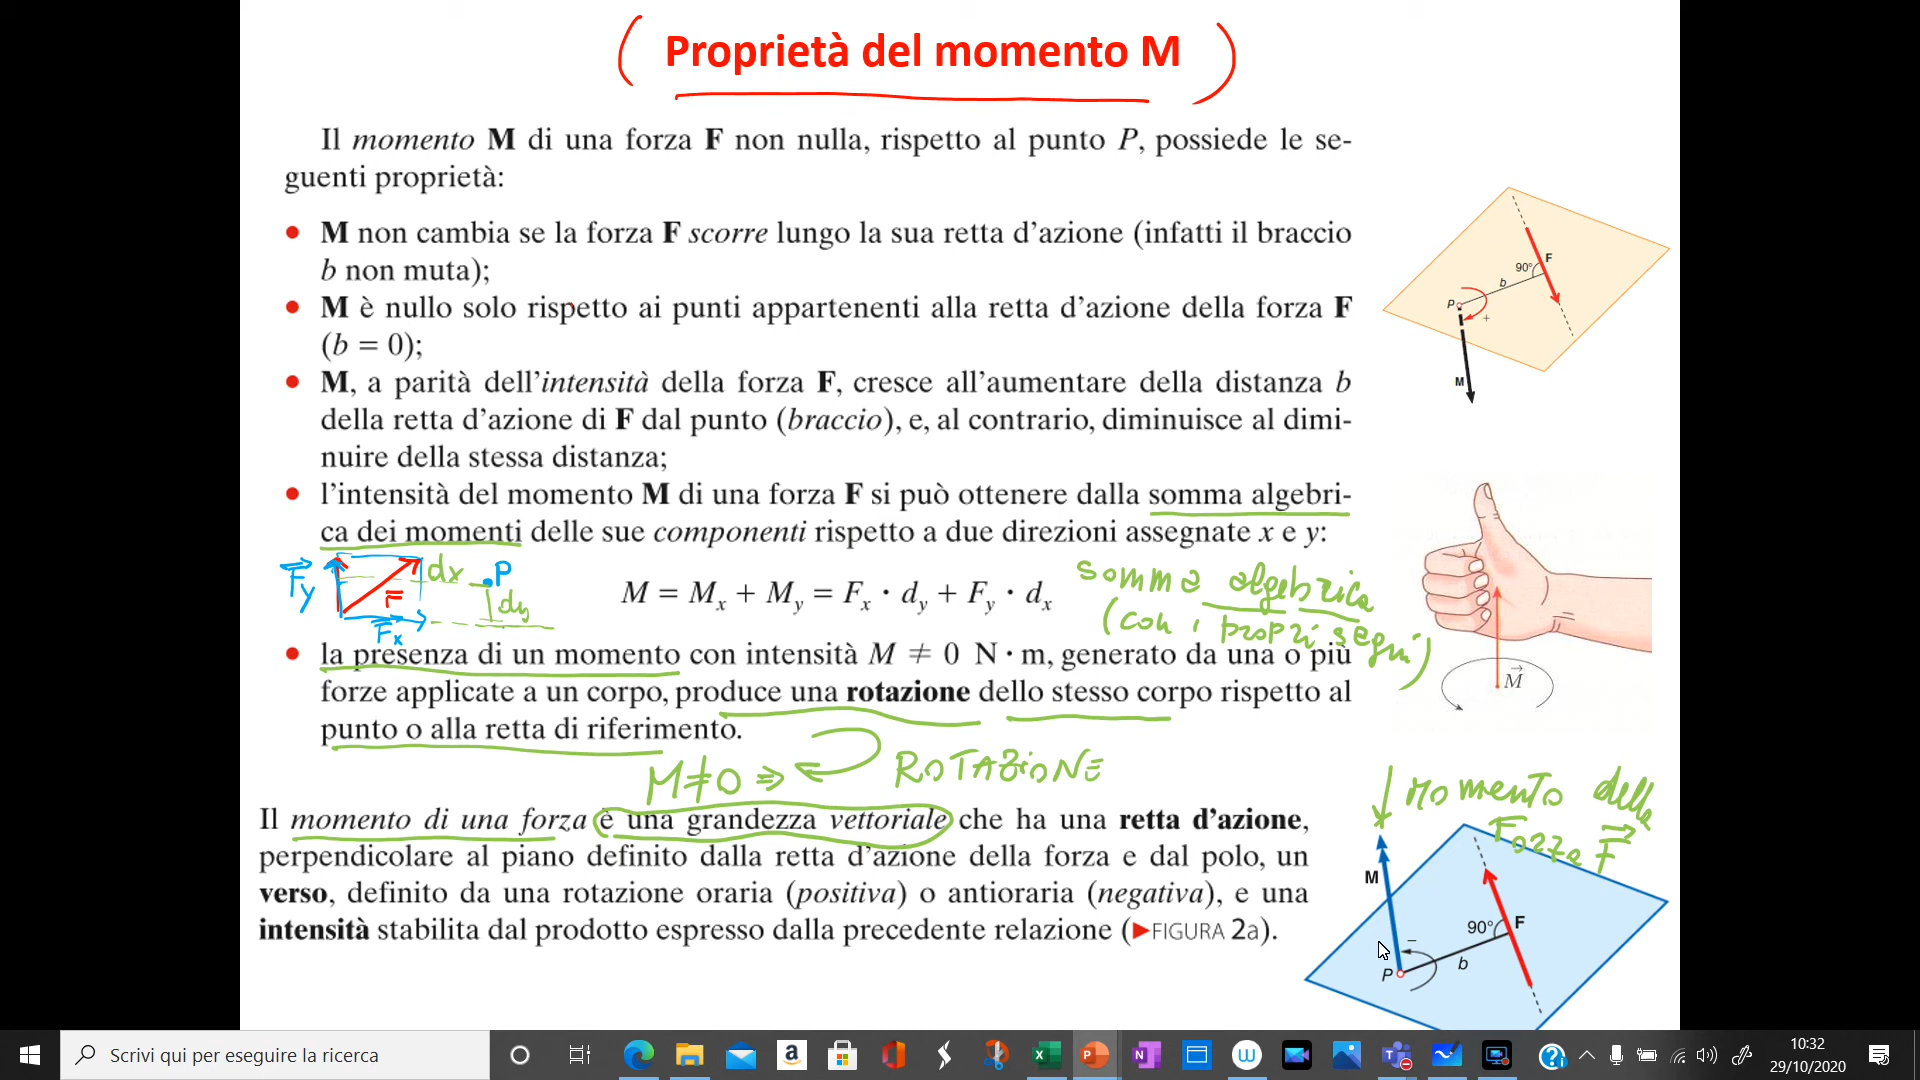 Proprietà del momento M
Il momento M di una forza F non nulla, rispetto al punto P, possiede le se-
guenti proprietà:
• M non cambia se la forza F scorre lungo la sua retta d'azione (infatti il braccio
b non muta);
• M è nullo solo rispetto ai punti appartenenti alla retta d'azione della forza F
(b = 0);
• M, a parità dell'intensità della forza F, cresce all'aumentare della distanza b
della retta d'azione di F dal punto (braccio), e, al contrario, diminuisce al dimi-
nuire della stessa distanza;
• l'intensità del momento M di una forza F si può ottenere dalla somma algebri-
ca dei momenti delle sue componenti rispetto a due direzioni assegnate x e y:
Fy F Fx dx P dy
M = Mx + My = Fx · dy + Fy · dx
somma algebrica
(con i propri segni)
• la presenza di un momento con intensità M ≠ 0 N · m, generato da una o più
forze applicate a un corpo, produce una rotazione dello stesso corpo rispetto al
punto o alla retta di riferimento.
M≠0 ⇒ ROTAZIONE
Il momento di una forza è una grandezza vettoriale che ha una retta d'azione,
perpendicolare al piano definito dalla retta d'azione della forza e dal polo, un
verso, definito da una rotazione oraria (positiva) o antioraria (negativa), e una
intensità stabilita dal prodotto espresso dalla precedente relazione (►FIGURA 2a).
90° F
b
P
+
M
M
Momento della
Forza F
M
90° F
−
P b
Scrivi qui per eseguire la ricerca
10:32
29/10/2020